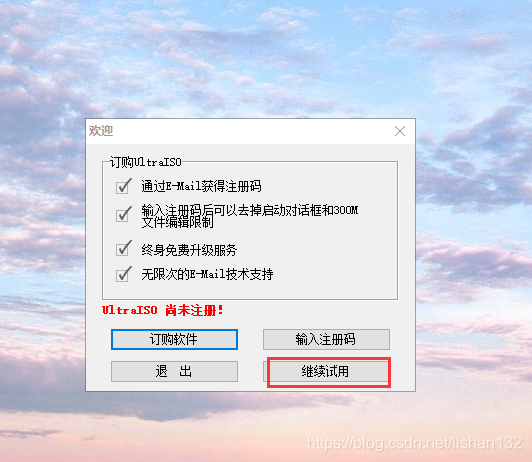 欢迎
订购UltraISO
通过E-Mail获得注册码
输入注册码后可以去掉启动对话框和300M
文件编辑限制
终身免费升级服务
无限次的E-Mail技术支持
UltraISO 尚未注册!
订购软件
输入注册码
退 出
继续试用
https://blog.csdn.net/lishan132